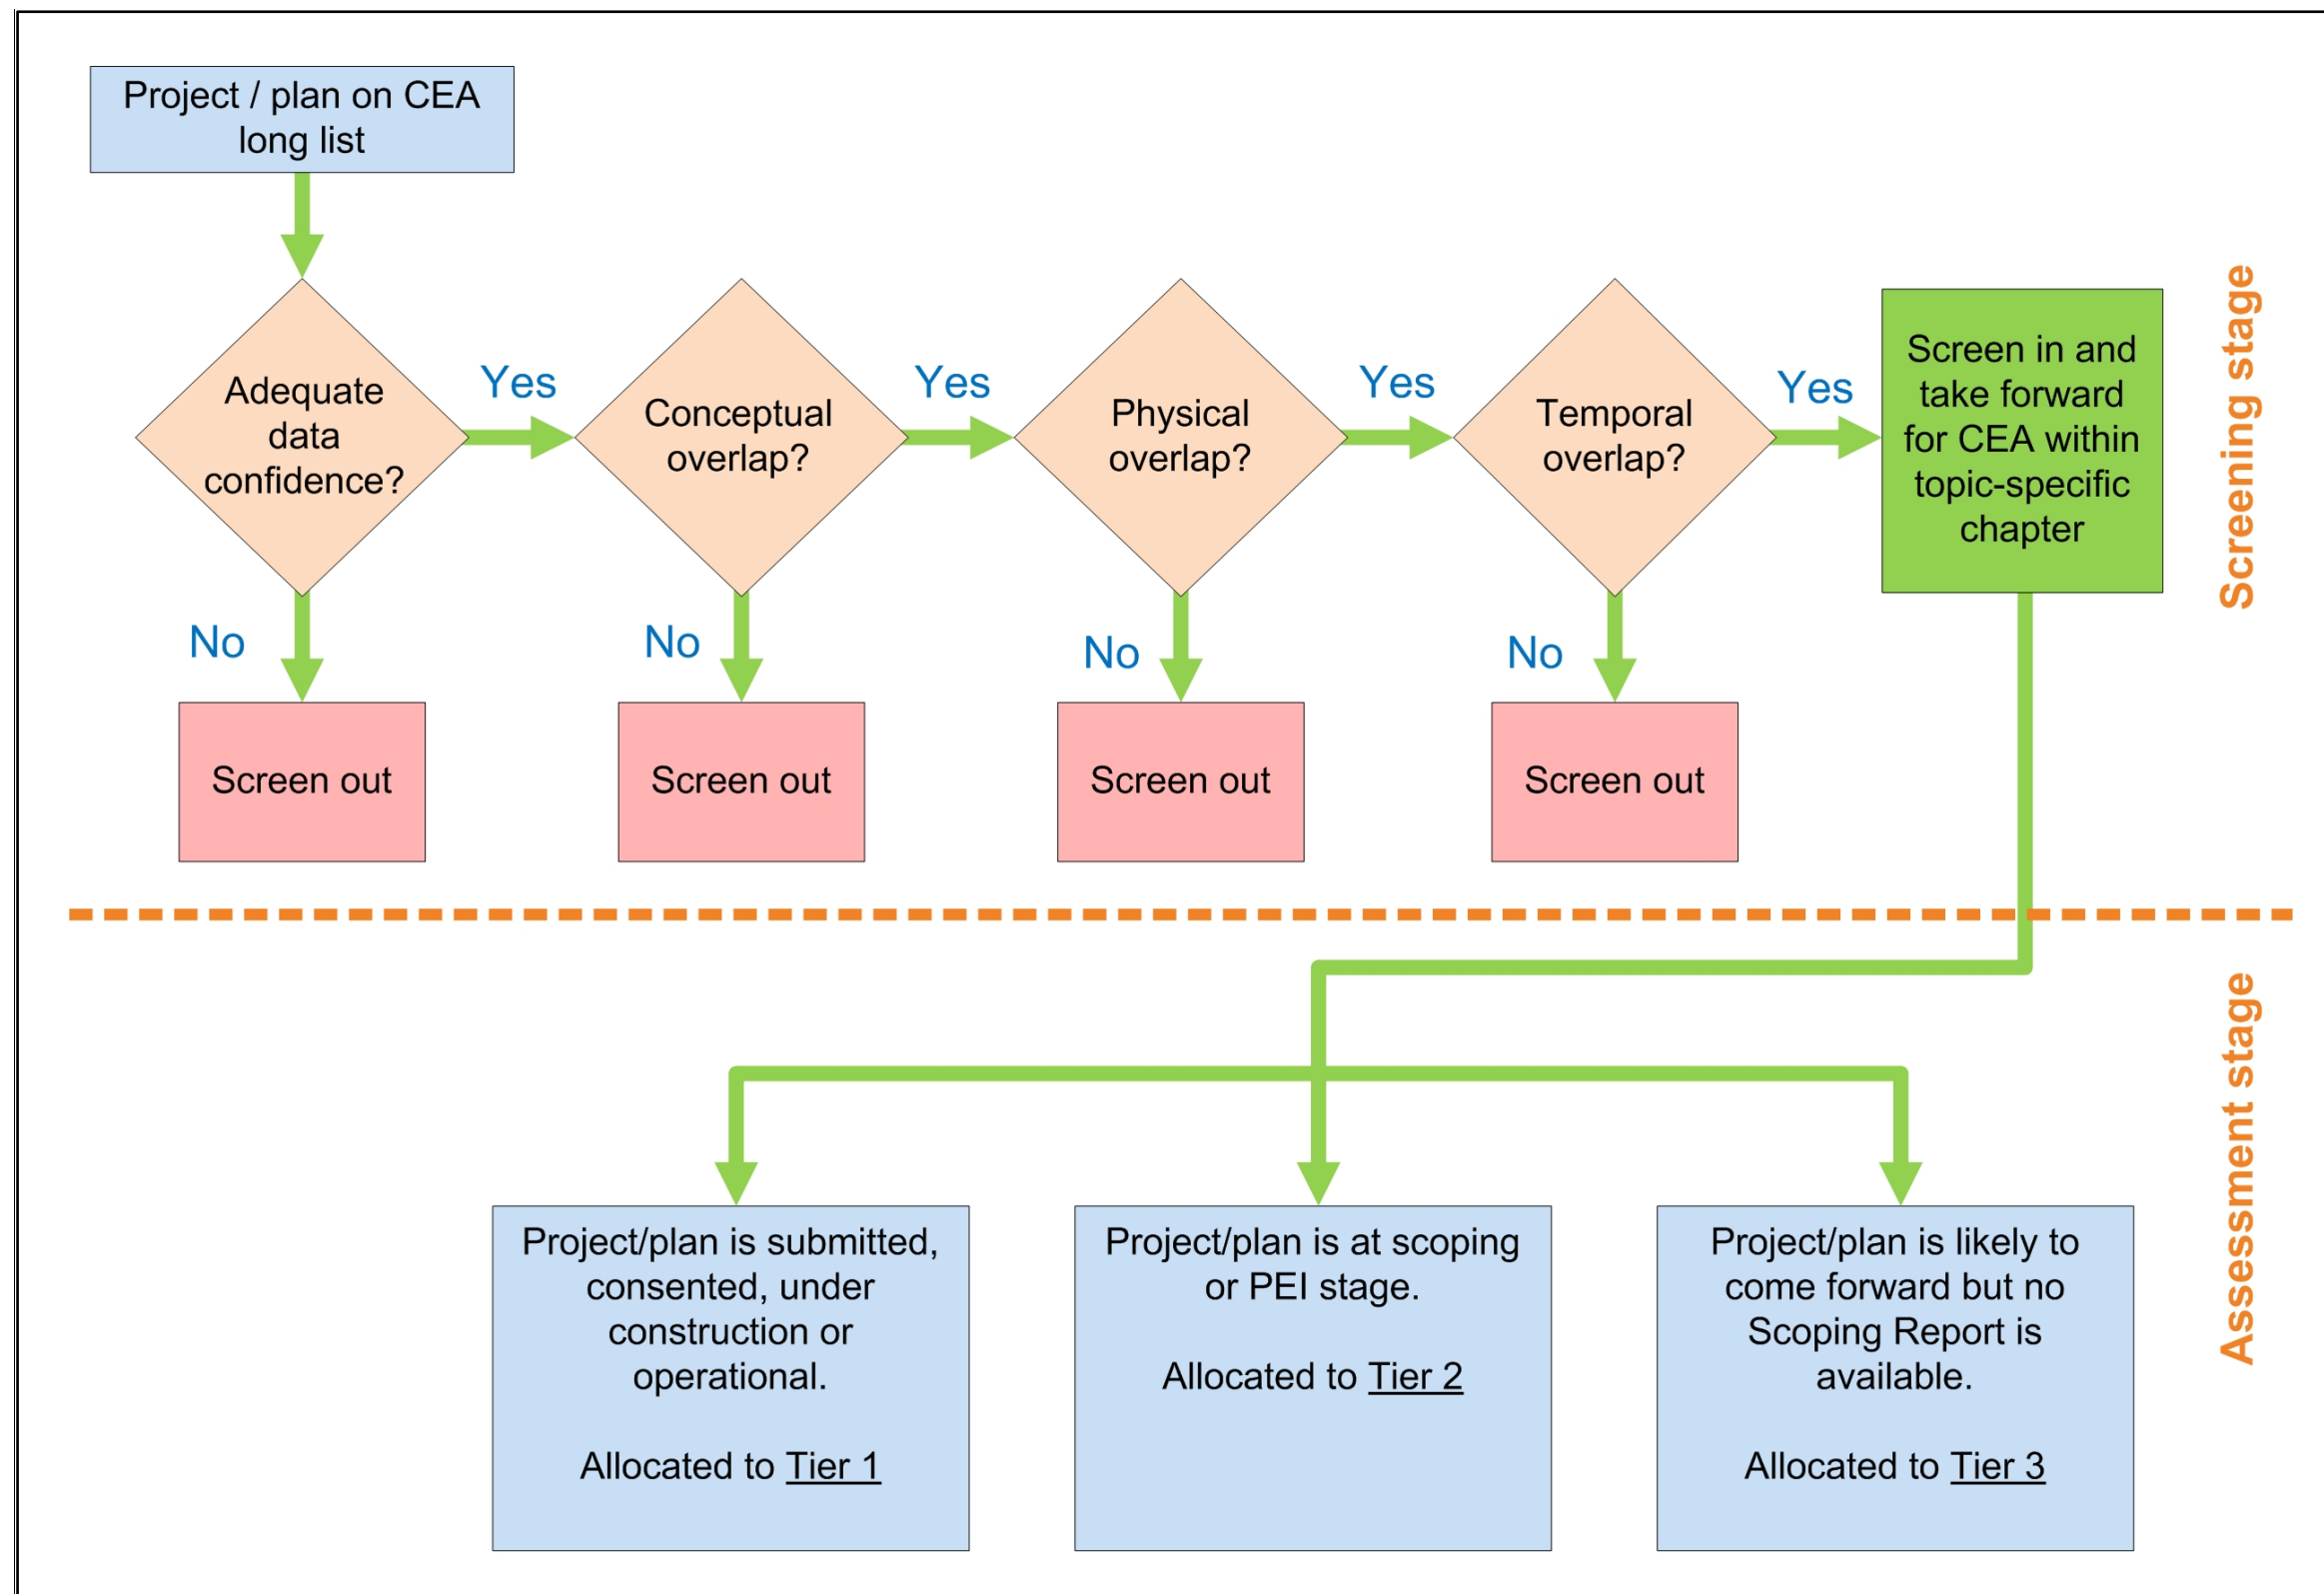 Project / plan on CEA
long list
Adequate
data
confidence?
Yes
Conceptual
overlap?
Yes
Physical
overlap?
Yes
Temporal
overlap?
Yes
Screen in and
take forward
for CEA within
topic-specific
chapter
Screening stage
No
No
No
No
Screen out
Screen out
Screen out
Screen out
Assessment stage
Project/plan is submitted,
consented, under
construction or
operational.
Allocated to Tier 1
Project/plan is at scoping
or PEI stage.
Allocated to Tier 2
Project/plan is likely to
come forward but no
Scoping Report is
available.
Allocated to Tier 3